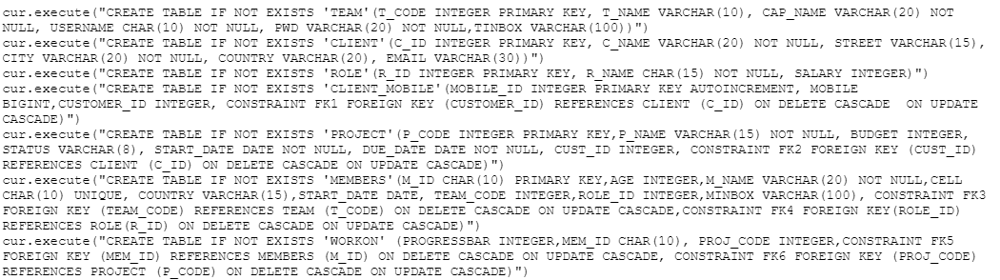 cur.execute("CREATE TABLE IF NOT EXISTS 'TEAM'(T_CODE INTEGER PRIMARY KEY, T_NAME VARCHAR(10), CAP_NAME VARCHAR(20) NOT
NULL, USERNAME CHAR(10) NOT NULL, PWD VARCHAR(20) NOT NULL,TINBOX VARCHAR(100))")
cur.execute("CREATE TABLE IF NOT EXISTS 'CLIENT'(C_ID INTEGER PRIMARY KEY, C_NAME VARCHAR(20) NOT NULL, STREET VARCHAR(15),
CITY VARCHAR(20) NOT NULL, COUNTRY VARCHAR(20), EMAIL VARCHAR(30))")
cur.execute("CREATE TABLE IF NOT EXISTS 'ROLE'(R_ID INTEGER PRIMARY KEY, R_NAME CHAR(15) NOT NULL, SALARY INTEGER)")
cur.execute("CREATE TABLE IF NOT EXISTS 'CLIENT_MOBILE'(MOBILE_ID INTEGER PRIMARY KEY AUTOINCREMENT, MOBILE
BIGINT,CUSTOMER_ID INTEGER, CONSTRAINT FK1 FOREIGN KEY (CUSTOMER_ID) REFERENCES CLIENT (C_ID) ON DELETE CASCADE  ON UPDATE
CASCADE)")
cur.execute("CREATE TABLE IF NOT EXISTS 'PROJECT'(P_CODE INTEGER PRIMARY KEY,P_NAME VARCHAR(15) NOT NULL, BUDGET INTEGER,
STATUS VARCHAR(8), START_DATE DATE NOT NULL, DUE_DATE DATE NOT NULL, CUST_ID INTEGER, CONSTRAINT FK2 FOREIGN KEY (CUST_ID)
REFERENCES CLIENT (C_ID) ON DELETE CASCADE ON UPDATE CASCADE)")
cur.execute("CREATE TABLE IF NOT EXISTS 'MEMBERS'(M_ID CHAR(10) PRIMARY KEY,AGE INTEGER,M_NAME VARCHAR(20) NOT NULL,CELL
CHAR(10) UNIQUE, COUNTRY VARCHAR(15),START_DATE DATE, TEAM_CODE INTEGER,ROLE_ID INTEGER,MINBOX VARCHAR(100), CONSTRAINT FK3
FOREIGN KEY (TEAM_CODE) REFERENCES TEAM (T_CODE) ON DELETE CASCADE ON UPDATE CASCADE,CONSTRAINT FK4 FOREIGN KEY(ROLE_ID)
REFERENCES ROLE(R_ID) ON DELETE CASCADE ON UPDATE CASCADE)")
cur.execute("CREATE TABLE IF NOT EXISTS 'WORKON' (PROGRESSBAR INTEGER,MEM_ID CHAR(10), PROJ_CODE INTEGER,CONSTRAINT FK5
FOREIGN KEY (MEM_ID) REFERENCES MEMBERS (M_ID) ON DELETE CASCADE ON UPDATE CASCADE, CONSTRAINT FK6 FOREIGN KEY (PROJ_CODE)
REFERENCES PROJECT (P_CODE) ON DELETE CASCADE ON UPDATE CASCADE)")